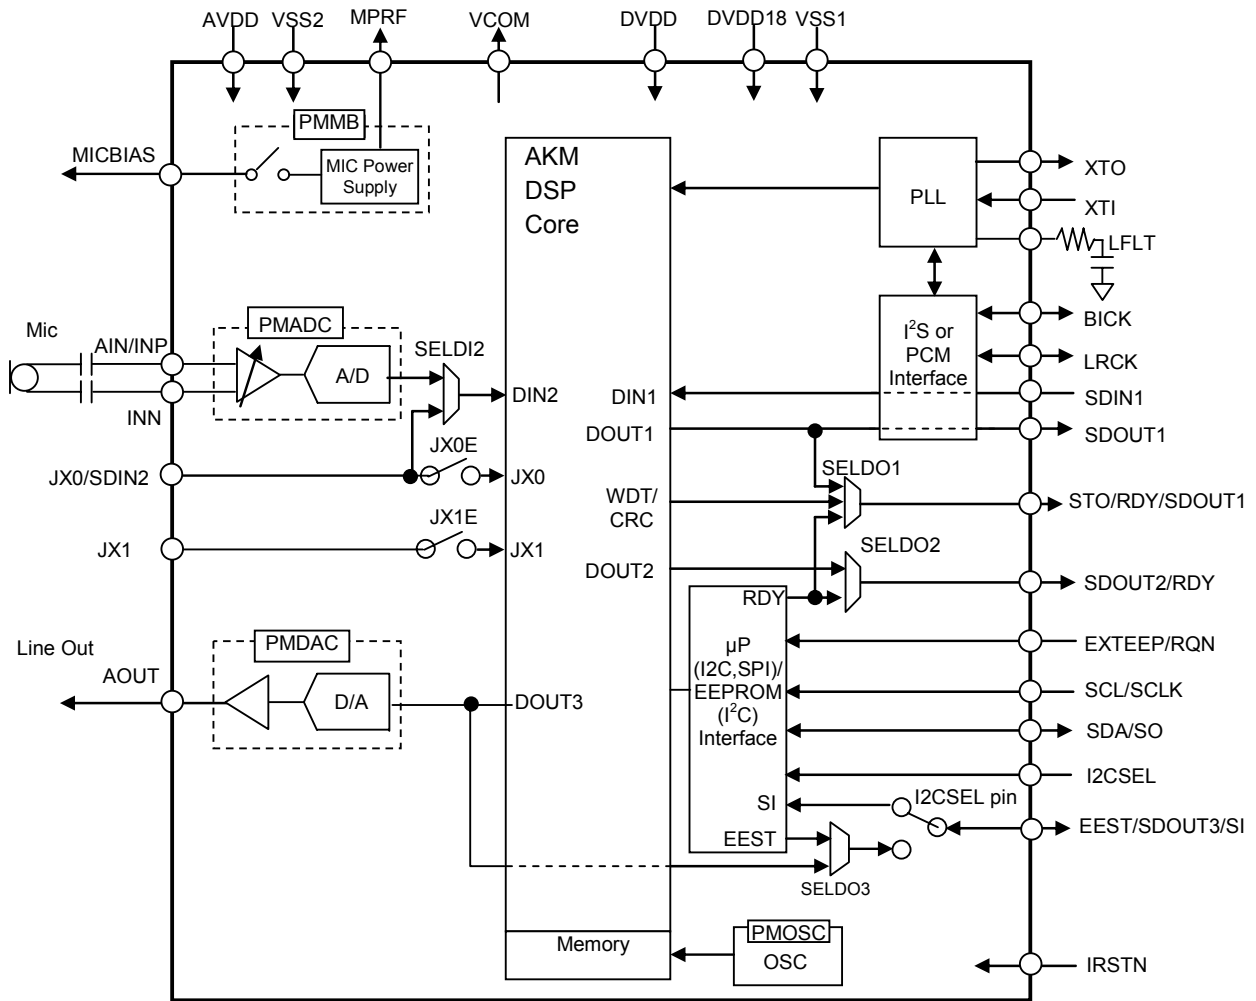 AVDD VSS2 MPRF VCOM DVDD DVDD18 VSS1
PMMB
MICBIAS
MIC Power
Supply
AKM
DSP
Core
PLL
XTO
XTI
LFLT
Mic
AIN/INP
INN
PMADC
A/D
SELDI2
DIN2
DIN1
DOUT1
I²S or
PCM
Interface
BICK
LRCK
SDIN1
SDOUT1
JX0/SDIN2
JX0E
JX0
WDT/
CRC
SELDO1
STO/RDY/SDOUT1
JX1
JX1E
JX1
DOUT2
SELDO2
SDOUT2/RDY
RDY
µP
(I2C,SPI)/
EEPROM
(I²C)
Interface
SI
EEST
EXTEEP/RQN
SCL/SCLK
SDA/SO
I2CSEL
I2CSEL pin
EEST/SDOUT3/SI
SELDO3
Line Out
AOUT
PMDAC
D/A
DOUT3
Memory
PMOSC
OSC
IRSTN